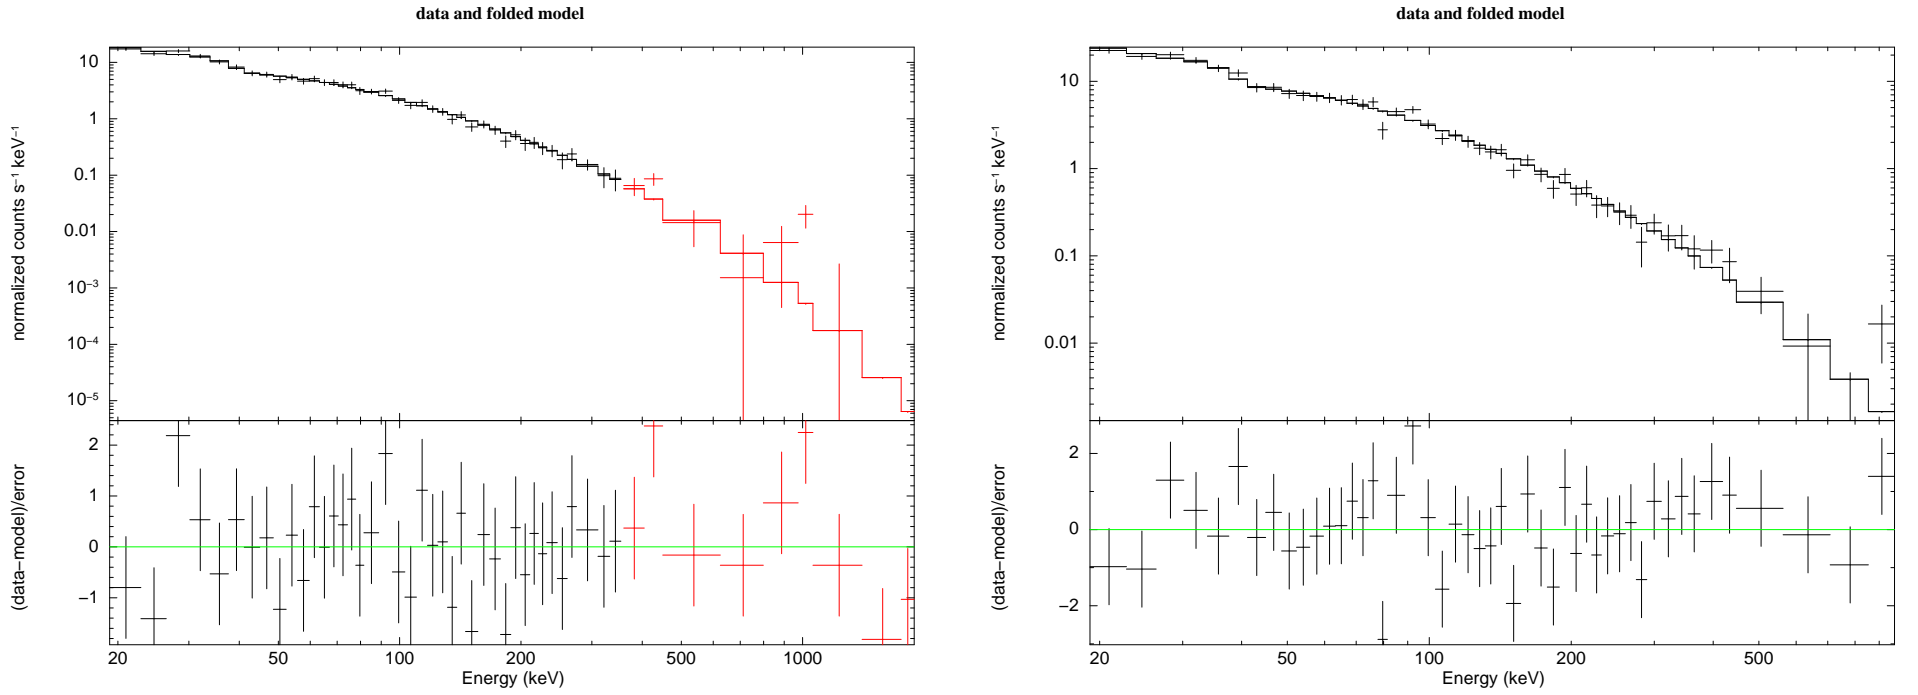 data and folded model
normalized counts s⁻¹ keV⁻¹
10
1
0.1
0.01
10⁻³
10⁻⁴
10⁻⁵
(data−model)/error
2
1
0
−1
20 50 100 200 500 1000
Energy (keV)
data and folded model
normalized counts s⁻¹ keV⁻¹
10
1
0.1
0.01
(data−model)/error
2
0
−2
20 50 100 200 500
Energy (keV)